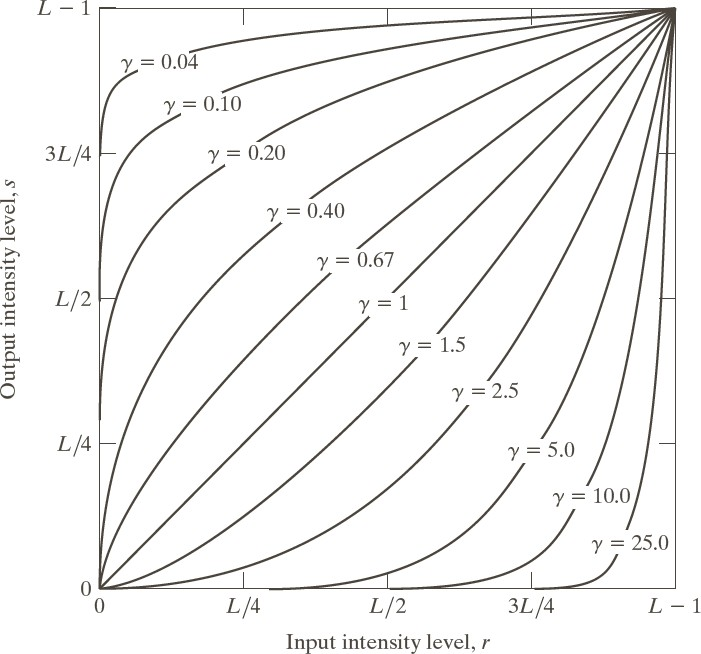 L − 1
γ = 0.04
γ = 0.10
3L/4
γ = 0.20
γ = 0.40
γ = 0.67
L/2
γ = 1
γ = 1.5
γ = 2.5
L/4
γ = 5.0
γ = 10.0
γ = 25.0
0
0
L/4
L/2
3L/4
L − 1
Input intensity level, r
Output intensity level, s